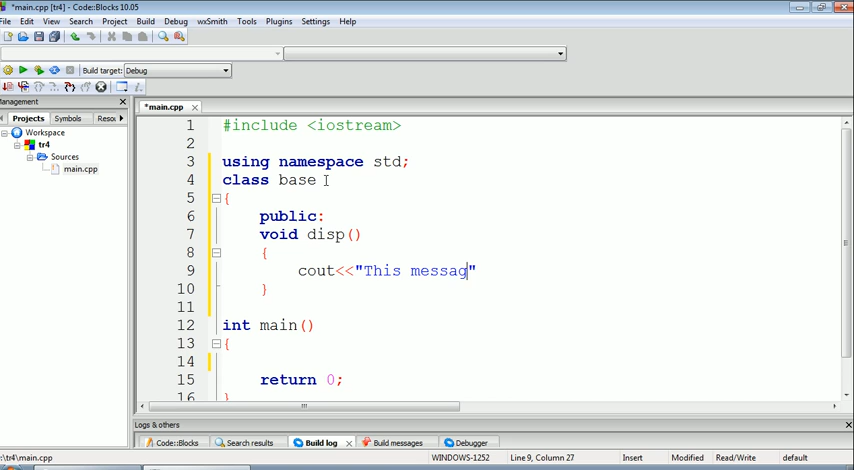 *main.cpp [tr4] - Code::Blocks 10.05
File Edit View Search Project Build Debug wxSmith Tools Plugins Settings Help
Build target: Debug
Management
*main.cpp
Projects Symbols Resou
Workspace
tr4
Sources
main.cpp
1 #include <iostream>
2
3 using namespace std;
4 class base
5 {
6 public:
7 void disp()
8 {
9 cout<<"This messag"
10 }
11
12 int main()
13 {
14
15 return 0;
16 }
Logs & others
Code::Blocks Search results Build log Build messages Debugger
:\tr4\main.cpp WINDOWS-1252 Line 9, Column 27 Insert Modified Read/Write default